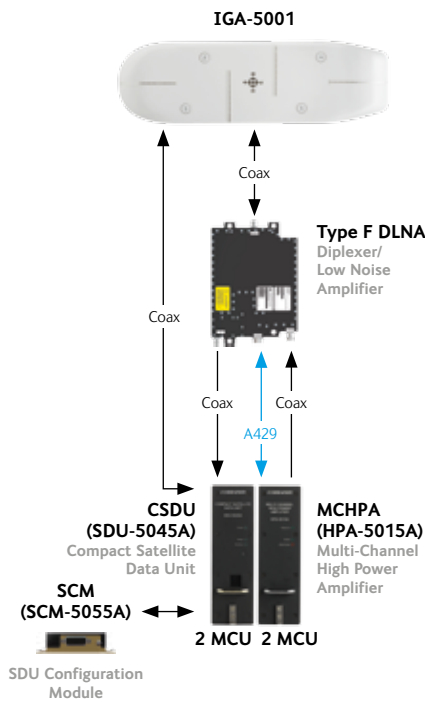 IGA-5001
Coax
Type F DLNA
Diplexer/
Low Noise
Amplifier
Coax
Coax
Coax
A429
CSDU
(SDU-5045A)
Compact Satellite
Data Unit
MCHPA
(HPA-5015A)
Multi-Channel
High Power
Amplifier
SCM
(SCM-5055A)
2 MCU 2 MCU
SDU Configuration
Module